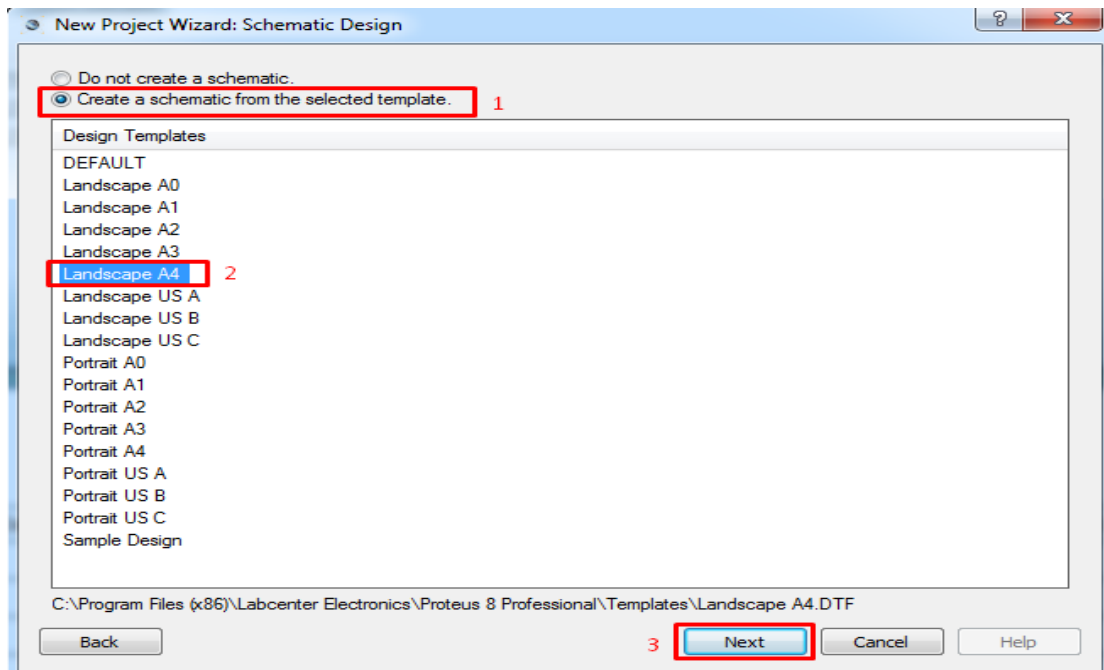 New Project Wizard: Schematic Design
?
Do not create a schematic.
Create a schematic from the selected template. 1
Design Templates
DEFAULT
Landscape A0
Landscape A1
Landscape A2
Landscape A3
Landscape A4 2
Landscape US A
Landscape US B
Landscape US C
Portrait A0
Portrait A1
Portrait A2
Portrait A3
Portrait A4
Portrait US A
Portrait US B
Portrait US C
Sample Design
C:\Program Files (x86)\Labcenter Electronics\Proteus 8 Professional\Templates\Landscape A4.DTF
Back 3 Next Cancel Help